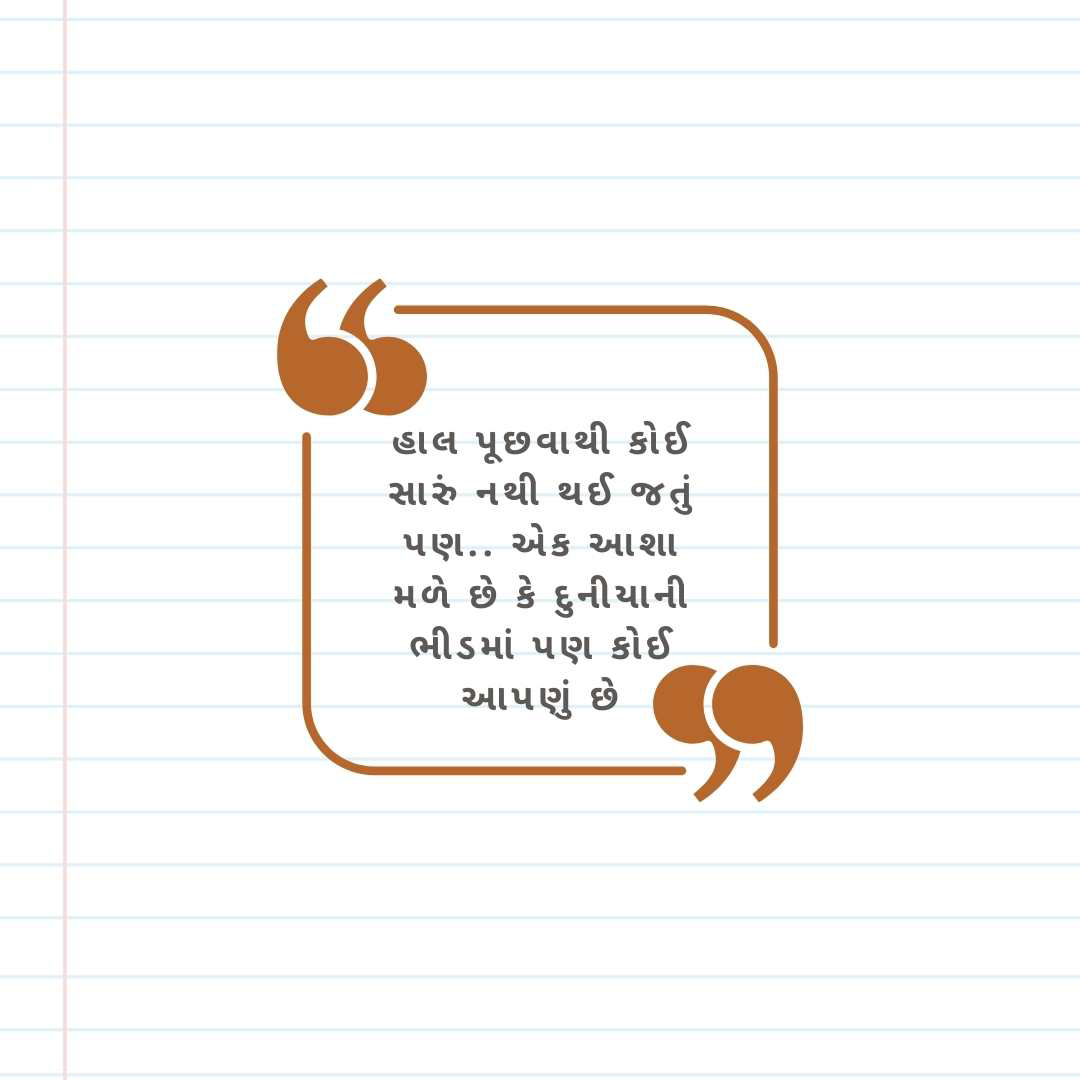 હાલ પૂછવાથી કોઈ
સારું નથી થઈ જતું
પણ.. એક આશા
મળે છે કે દુનીયાની
ભીડમાં પણ કોઈ
આપણું છે